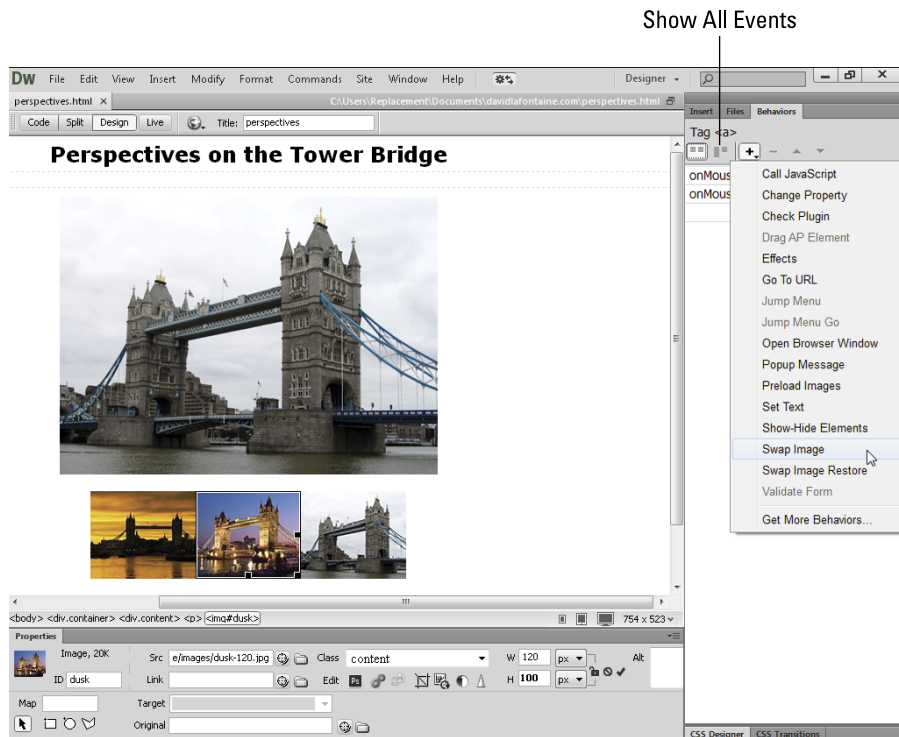 Show All Events
DW File Edit View Insert Modify Format Commands Site Window Help Designer
perspectives.html × C:\Users\Replacement\Documents\davidlafontaine.com\perspectives.html
Code Split Design Live Title: perspectives
Insert Files Behaviors
Tag <a>
onMous
onMous
Call JavaScript
Change Property
Check Plugin
Drag AP Element
Effects
Go To URL
Jump Menu
Jump Menu Go
Open Browser Window
Popup Message
Preload Images
Set Text
Show-Hide Elements
Swap Image
Swap Image Restore
Validate Form
Get More Behaviors...
Perspectives on the Tower Bridge
<body> <div.container> <div.content> <p> <img#dusk> 754 x 523
Properties
Image, 20K Src e/images/dusk-120.jpg Class content W 120 px Alt
ID dusk Link Edit Ps H 100 px
Map Target
Original
CSS Designer CSS Transitions